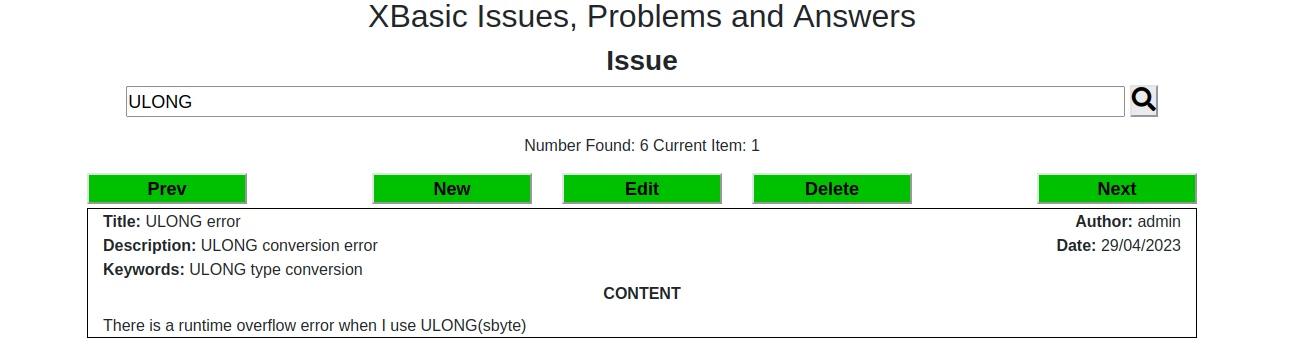 XBasic Issues, Problems and Answers
Issue
ULONG
Number Found: 6 Current Item: 1
Prev New Edit Delete Next
Title: ULONG error Author: admin
Description: ULONG conversion error Date: 29/04/2023
Keywords: ULONG type conversion
CONTENT
There is a runtime overflow error when I use ULONG(sbyte)